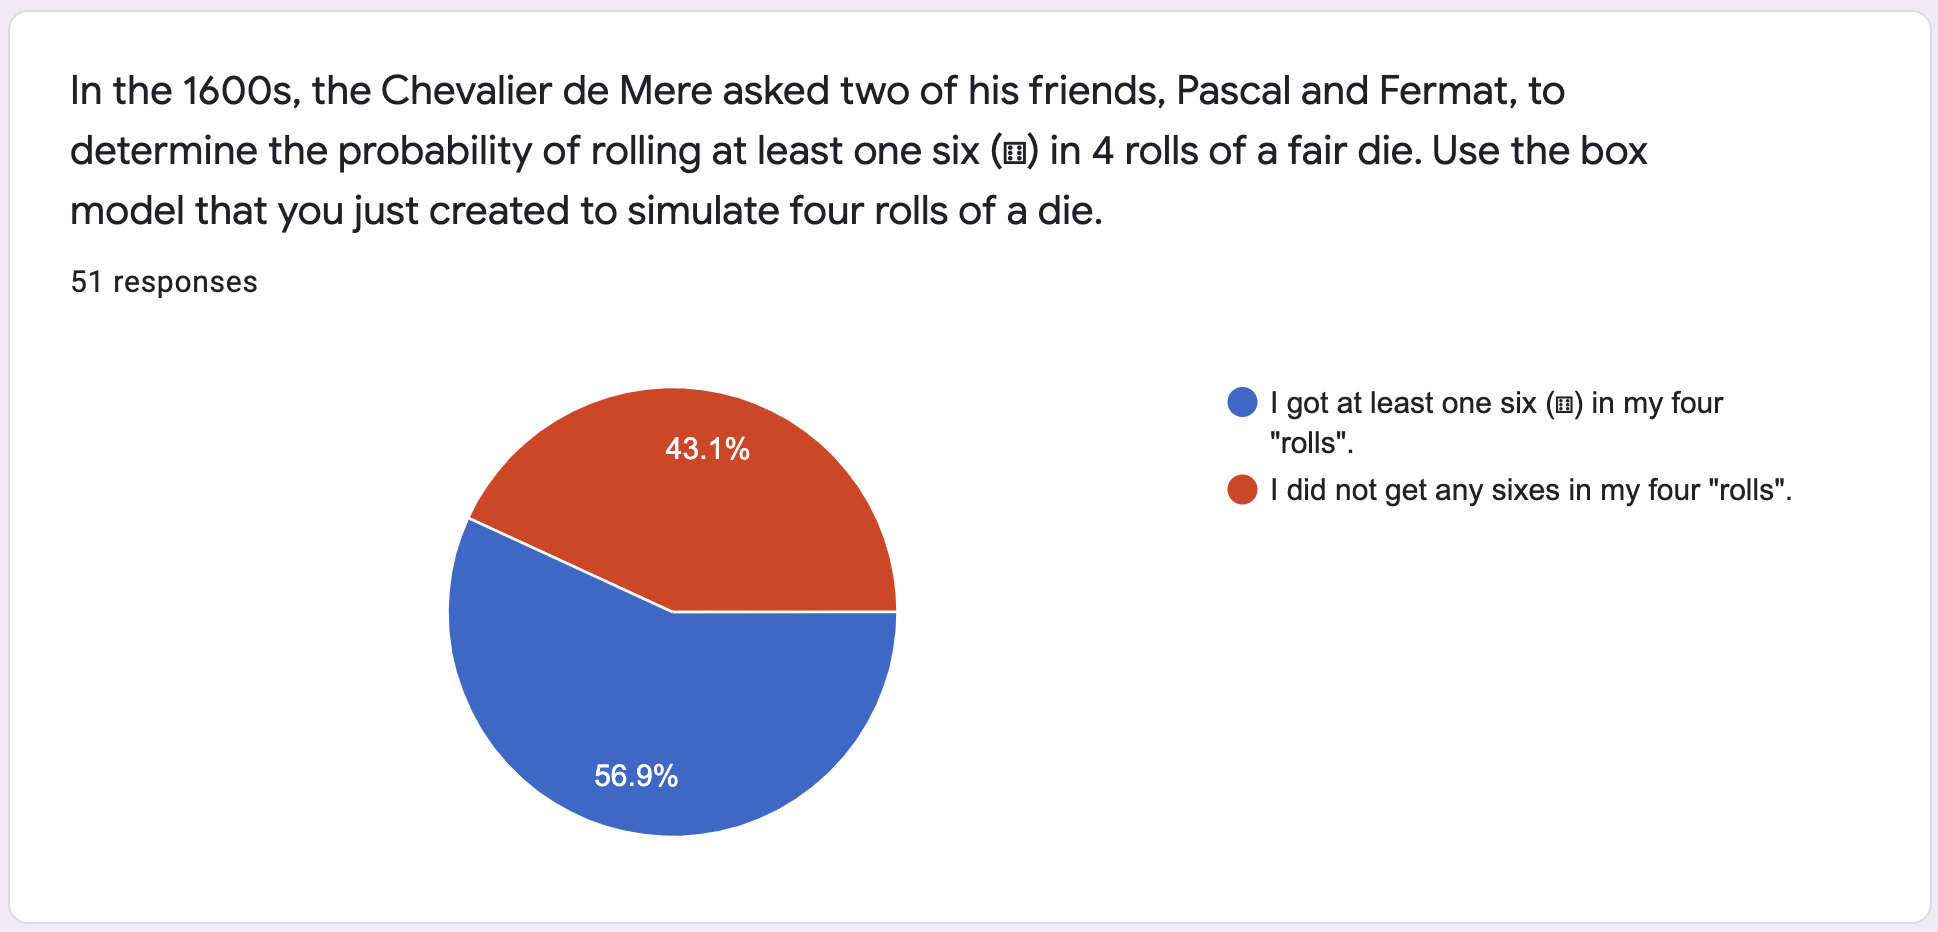 In the 1600s, the Chevalier de Mere asked two of his friends, Pascal and Fermat, to
determine the probability of rolling at least one six (⚅) in 4 rolls of a fair die. Use the box
model that you just created to simulate four rolls of a die.
51 responses
43.1%
56.9%
I got at least one six (⚅) in my four
"rolls".
I did not get any sixes in my four "rolls".